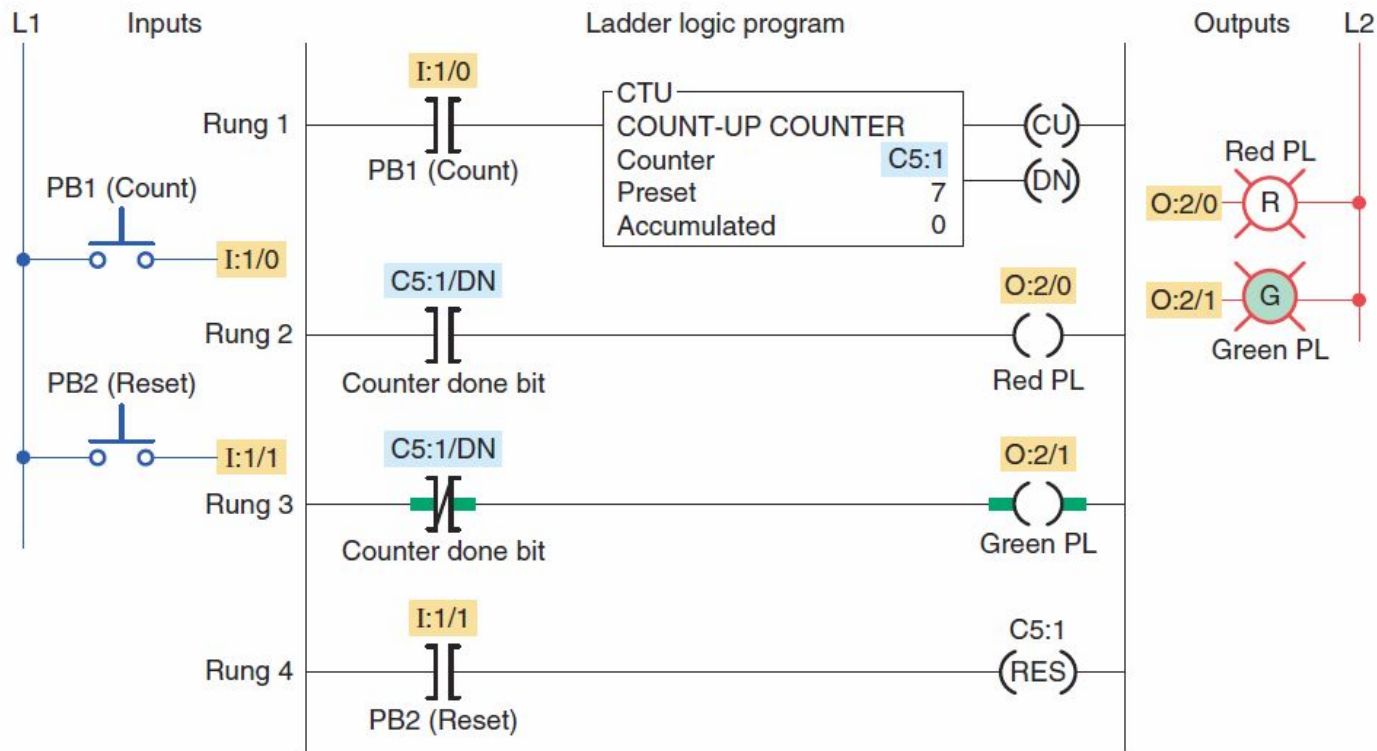 L1
Inputs
Ladder logic program
Outputs
L2
I:1/0
Rung 1
PB1 (Count)
CTU
COUNT-UP COUNTER
Counter C5:1
Preset 7
Accumulated 0
CU
DN
PB1 (Count)
I:1/0
Red PL
O:2/0
R
C5:1/DN
Rung 2
Counter done bit
O:2/0
Red PL
O:2/1
G
Green PL
PB2 (Reset)
I:1/1
C5:1/DN
Rung 3
Counter done bit
O:2/1
Green PL
I:1/1
Rung 4
PB2 (Reset)
C5:1
RES